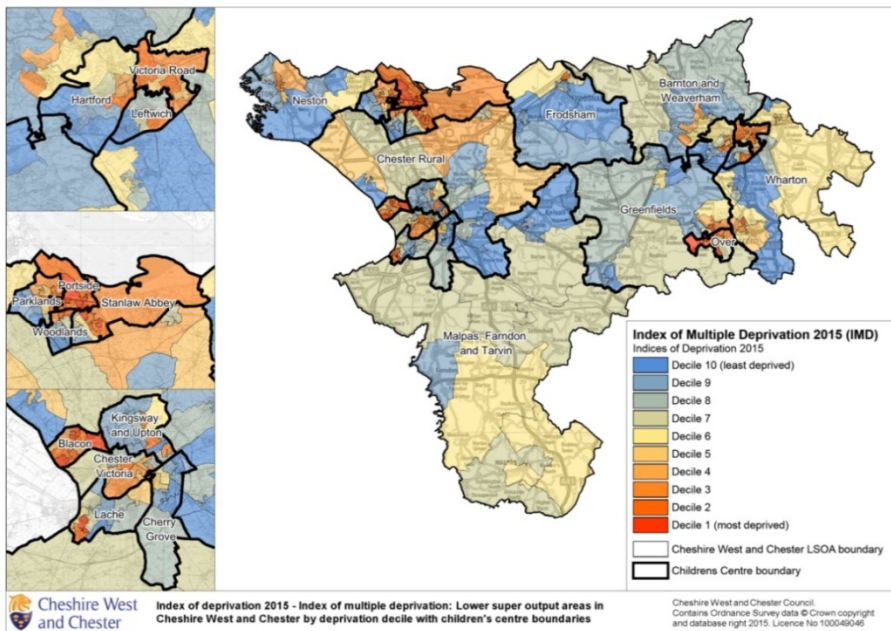 Victoria Road
Hartford
Leftwich
Portside
Parklands
Stanlaw Abbey
Woodlands
Kingsway
and Upton
Blacon
Chester
Victoria
Lache
Cherry
Grove
Neston
Frodsham
Barnton and
Weaverham
Chester Rural
Wharton
Greenfields
Over
Malpas, Farndon
and Tarvin
Index of Multiple Deprivation 2015 (IMD)
Indices of Deprivation 2015
Decile 10 (least deprived)
Decile 9
Decile 8
Decile 7
Decile 6
Decile 5
Decile 4
Decile 3
Decile 2
Decile 1 (most deprived)
Cheshire West and Chester LSOA boundary
Childrens Centre boundary
Cheshire West
and Chester
Index of deprivation 2015 - Index of multiple deprivation: Lower super output areas in
Cheshire West and Chester by deprivation decile with children's centre boundaries
Cheshire West and Chester Council.
Contains Ordnance Survey data © Crown copyright
and database right 2015. Licence No 100049046